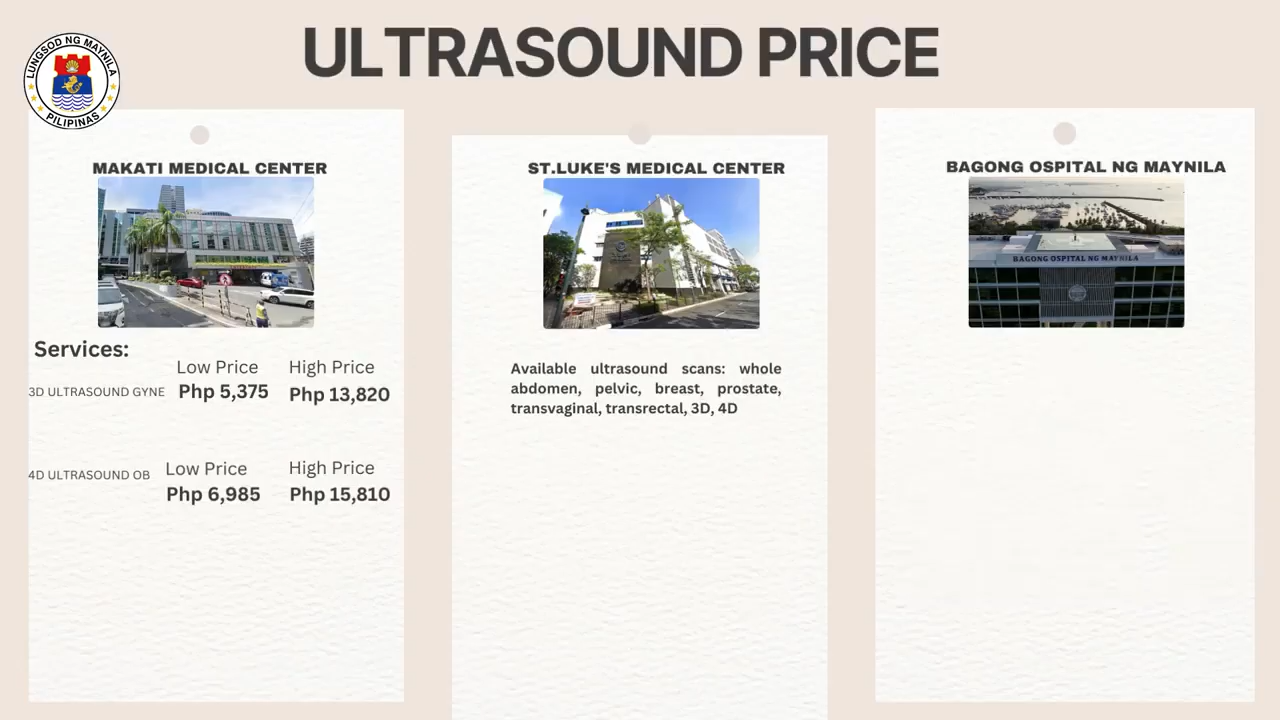 ULTRASOUND PRICE
LUNGSOD NG MAYNILA
PILIPINAS
MAKATI MEDICAL CENTER
Services:
Low Price High Price
3D ULTRASOUND GYNE Php 5,375 Php 13,820
4D ULTRASOUND OB Low Price High Price
Php 6,985 Php 15,810
ST.LUKE'S MEDICAL CENTER
Available ultrasound scans: whole
abdomen, pelvic, breast, prostate,
transvaginal, transrectal, 3D, 4D
BAGONG OSPITAL NG MAYNILA
BAGONG OSPITAL NG MAYNILA